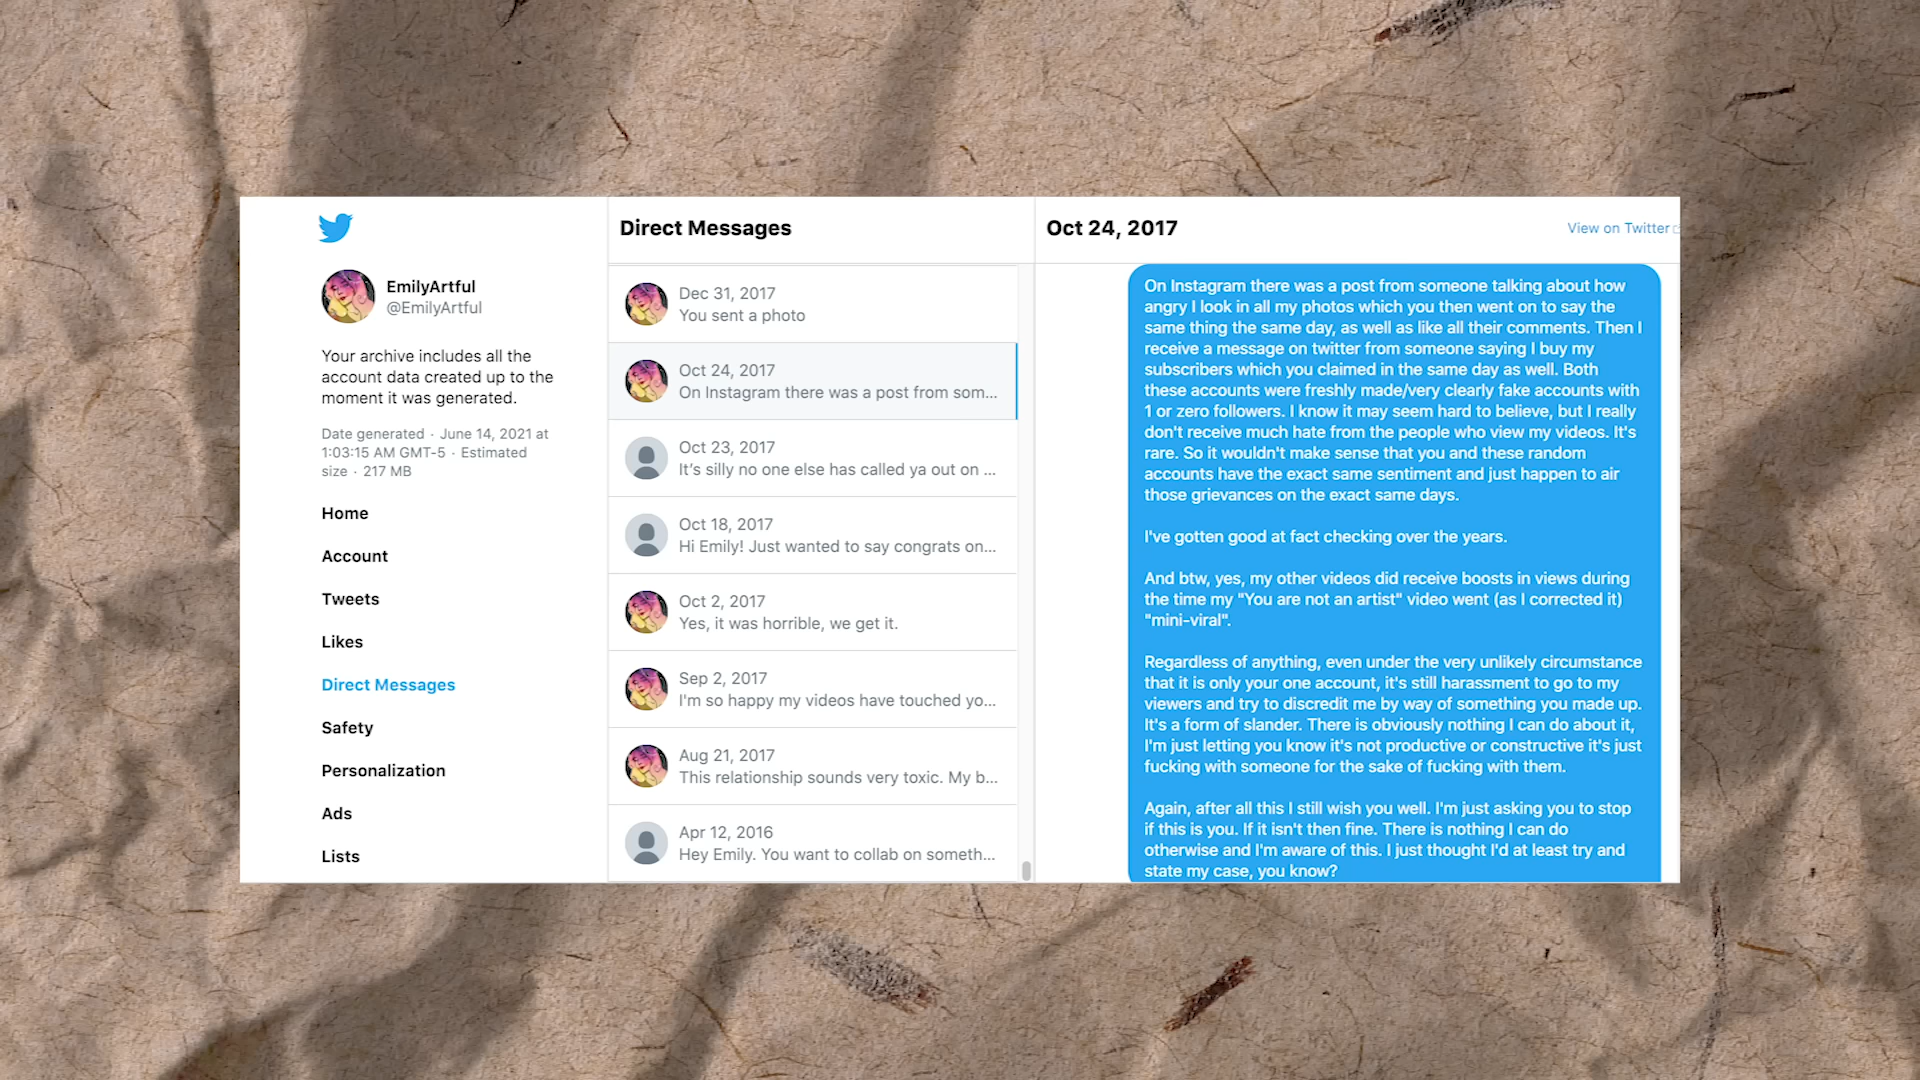 EmilyArtful
@EmilyArtful
Your archive includes all the
account data created up to the
moment it was generated.
Date generated · June 14, 2021 at
1:03:15 AM GMT-5 · Estimated
size · 217 MB
Home
Account
Tweets
Likes
Direct Messages
Safety
Personalization
Ads
Lists
Direct Messages
Dec 31, 2017
You sent a photo
Oct 24, 2017
On Instagram there was a post from som...
Oct 23, 2017
It's silly no one else has called ya out on ...
Oct 18, 2017
Hi Emily! Just wanted to say congrats on...
Oct 2, 2017
Yes, it was horrible, we get it.
Sep 2, 2017
I'm so happy my videos have touched yo...
Aug 21, 2017
This relationship sounds very toxic. My b...
Apr 12, 2016
Hey Emily. You want to collab on someth...
Oct 24, 2017
View on Twitter
On Instagram there was a post from someone talking about how
angry I look in all my photos which you then went on to say the
same thing the same day, as well as like all their comments. Then I
receive a message on twitter from someone saying I buy my
subscribers which you claimed in the same day as well. Both
these accounts were freshly made/very clearly fake accounts with
1 or zero followers. I know it may seem hard to believe, but I really
don't receive much hate from the people who view my videos. It's
rare. So it wouldn't make sense that you and these random
accounts have the exact same sentiment and just happen to air
those grievances on the exact same days.
I've gotten good at fact checking over the years.
And btw, yes, my other videos did receive boosts in views during
the time my "You are not an artist" video went (as I corrected it)
"mini-viral".
Regardless of anything, even under the very unlikely circumstance
that it is only your one account, it's still harassment to go to my
viewers and try to discredit me by way of something you made up.
It's a form of slander. There is obviously nothing I can do about it,
I'm just letting you know it's not productive or constructive it's just
fucking with someone for the sake of fucking with them.
Again, after all this I still wish you well. I'm just asking you to stop
if this is you. If it isn't then fine. There is nothing I can do
otherwise and I'm aware of this. I just thought I'd at least try and
state my case, you know?